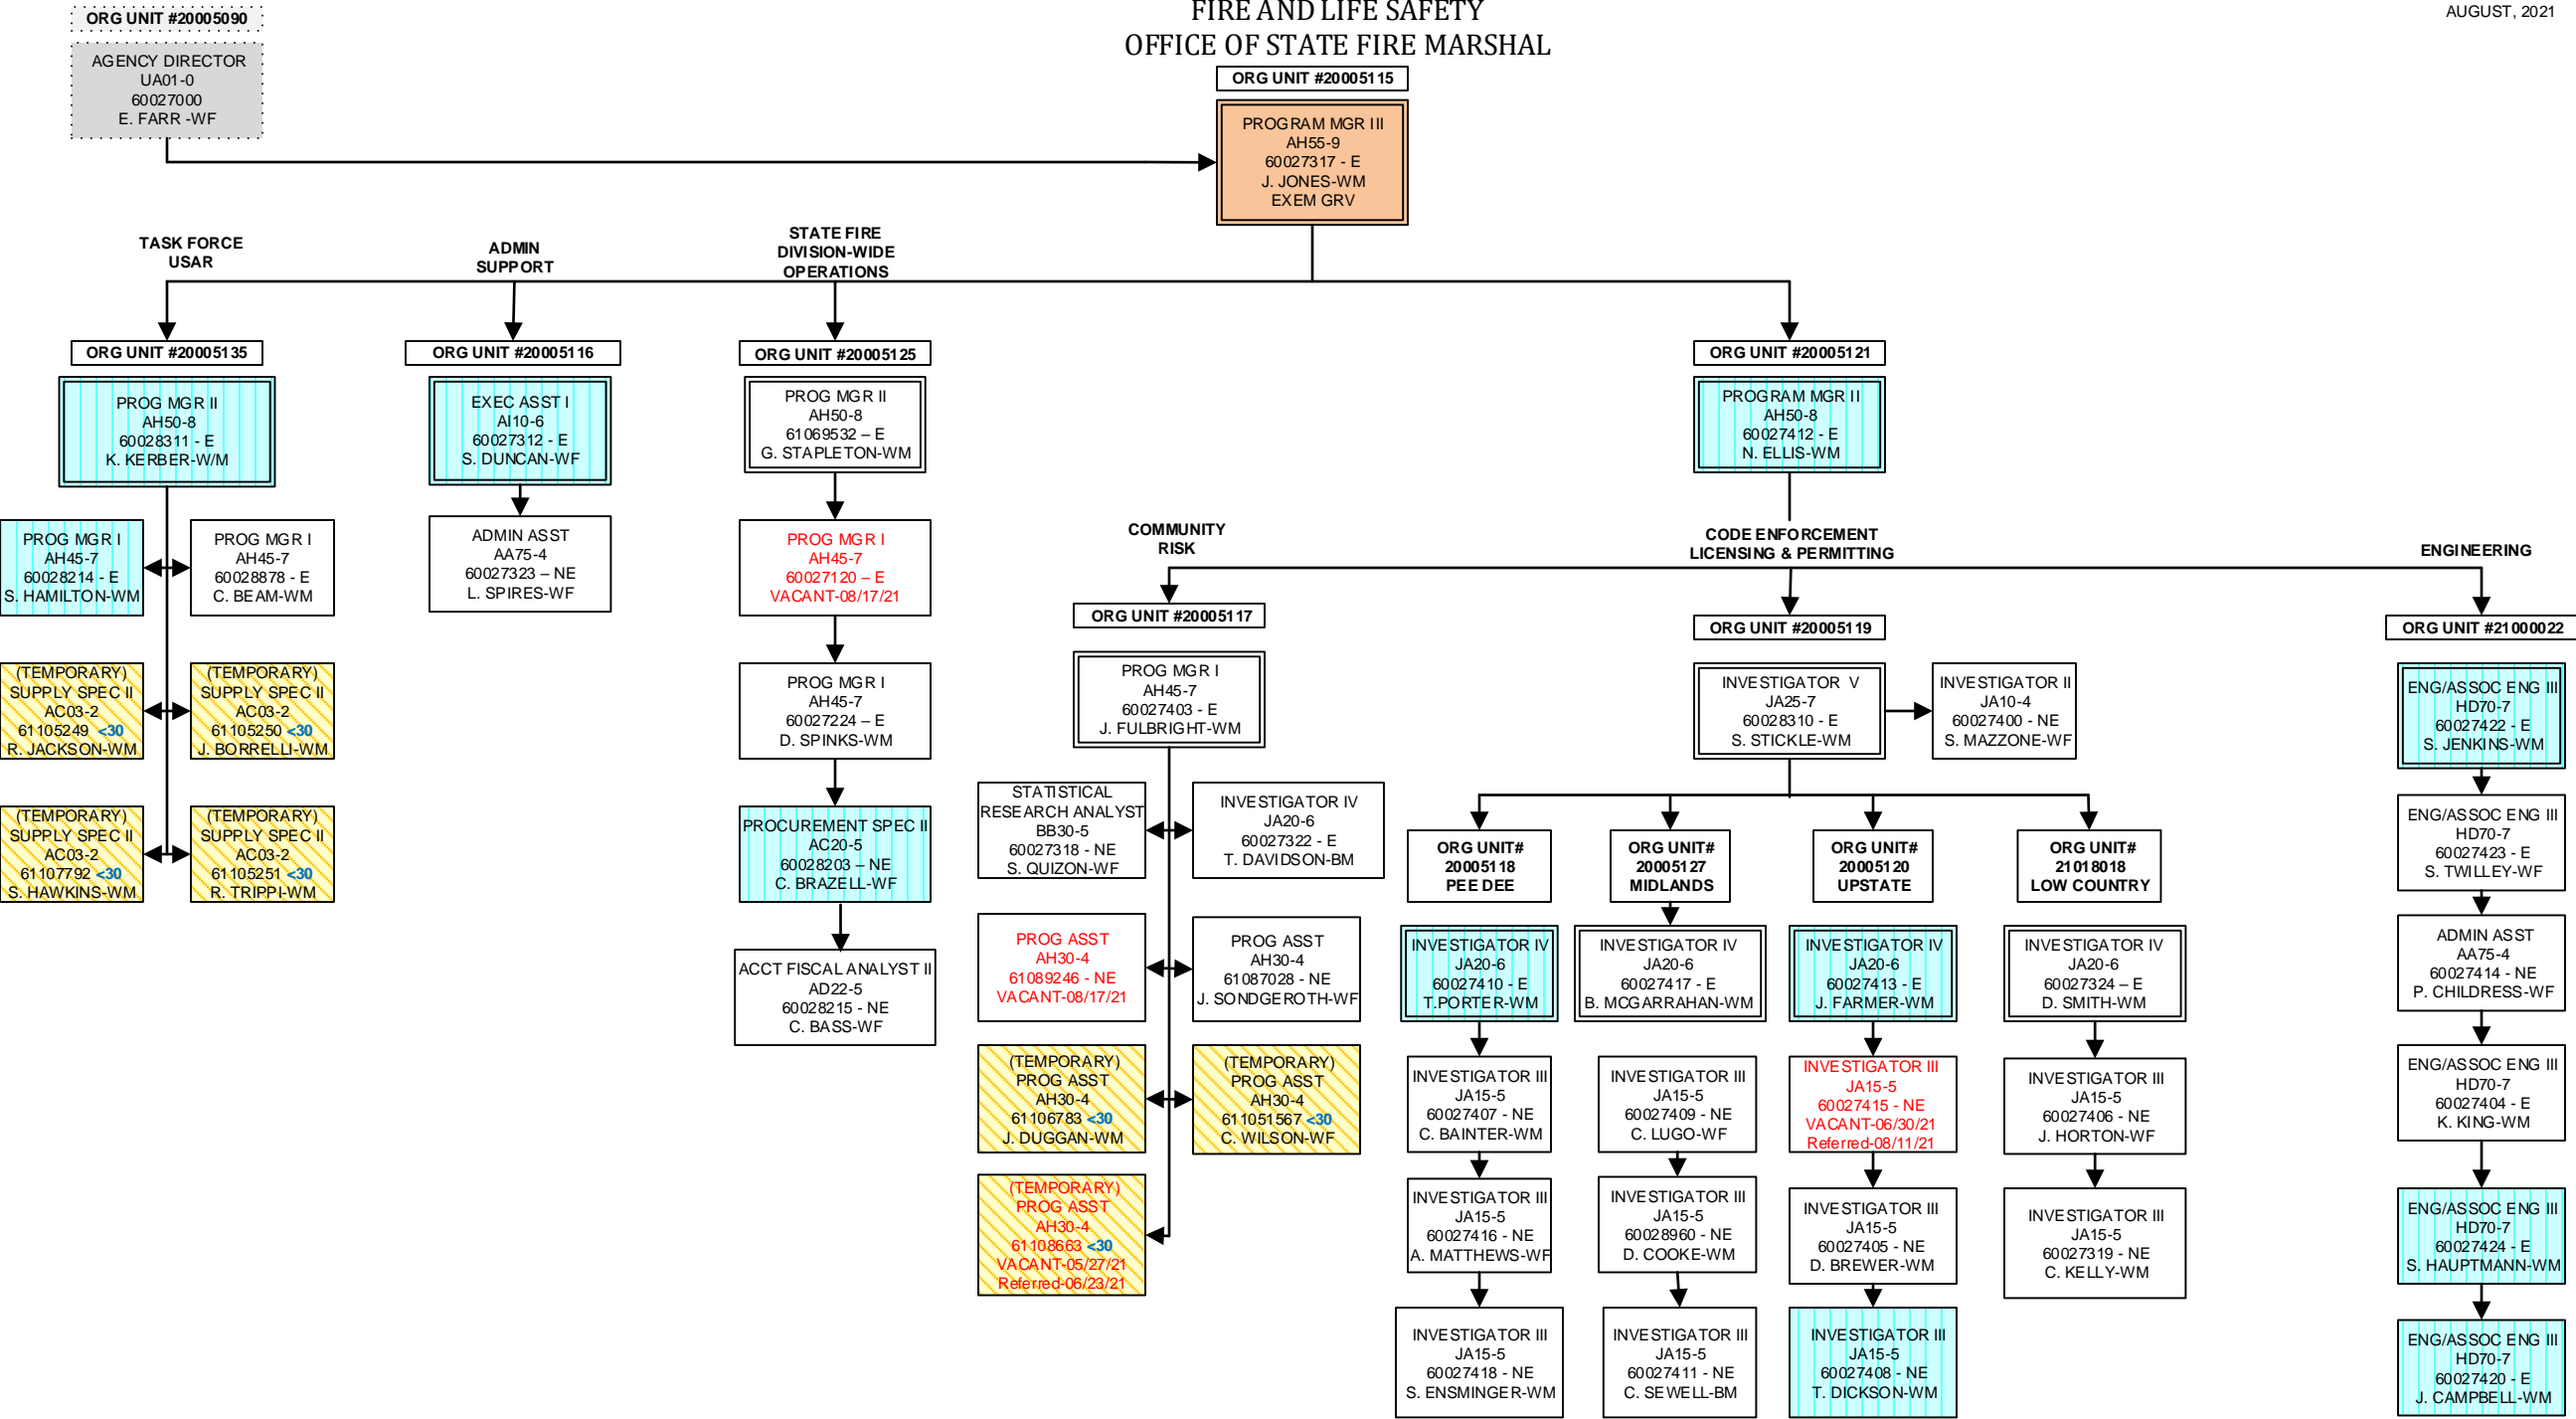 FIRE AND LIFE SAFETY
OFFICE OF STATE FIRE MARSHAL
AUGUST, 2021
ORG UNIT #20005090
AGENCY DIRECTOR
UA01-0
60027000
E. FARR -WF
ORG UNIT #20005115
PROGRAM MGR III
AH55-9
60027317 - E
J. JONES-WM
EXEM GRV
TASK FORCE
USAR
ADMIN
SUPPORT
STATE FIRE
DIVISION-WIDE
OPERATIONS
ORG UNIT #20005135
PROG MGR II
AH50-8
60028311 - E
K. KERBER-W/M
PROG MGR I
AH45-7
60028214 - E
S. HAMILTON-WM
PROG MGR I
AH45-7
60028878 - E
C. BEAM-WM
(TEMPORARY)
SUPPLY SPEC II
AC03-2
61105249 <30
R. JACKSON-WM
(TEMPORARY)
SUPPLY SPEC II
AC03-2
61105250 <30
J. BORRELLI-WM
(TEMPORARY)
SUPPLY SPEC II
AC03-2
61107792 <30
S. HAWKINS-WM
(TEMPORARY)
SUPPLY SPEC II
AC03-2
61105251 <30
R. TRIPPI-WM
ORG UNIT #20005116
EXEC ASST I
AI10-6
60027312 - E
S. DUNCAN-WF
ADMIN ASST
AA75-4
60027323 – NE
L. SPIRES-WF
ORG UNIT #20005125
PROG MGR II
AH50-8
61069532 – E
G. STAPLETON-WM
PROG MGR I
AH45-7
60027120 – E
VACANT-08/17/21
PROG MGR I
AH45-7
60027224 – E
D. SPINKS-WM
PROCUREMENT SPEC II
AC20-5
60028203 – NE
C. BRAZELL-WF
ACCT FISCAL ANALYST II
AD22-5
60028215 - NE
C. BASS-WF
ORG UNIT #20005121
PROGRAM MGR II
AH50-8
60027412 - E
N. ELLIS-WM
COMMUNITY
RISK
CODE ENFORCEMENT
LICENSING & PERMITTING
ENGINEERING
ORG UNIT #20005117
PROG MGR I
AH45-7
60027403 - E
J. FULBRIGHT-WM
STATISTICAL
RESEARCH ANALYST
BB30-5
60027318 - NE
S. QUIZON-WF
INVESTIGATOR IV
JA20-6
60027322 - E
T. DAVIDSON-BM
PROG ASST
AH30-4
61089246 - NE
VACANT-08/17/21
PROG ASST
AH30-4
61087028 - NE
J. SONDGEROTH-WF
(TEMPORARY)
PROG ASST
AH30-4
61106783 <30
J. DUGGAN-WM
(TEMPORARY)
PROG ASST
AH30-4
611051567 <30
C. WILSON-WF
(TEMPORARY)
PROG ASST
AH30-4
61108663 <30
VACANT-05/27/21
Referred-06/23/21
ORG UNIT #20005119
INVESTIGATOR V
JA25-7
60028310 - E
S. STICKLE-WM
INVESTIGATOR II
JA10-4
60027400 - NE
S. MAZZONE-WF
ORG UNIT#
20005118
PEE DEE
INVESTIGATOR IV
JA20-6
60027410 - E
T.PORTER-WM
INVESTIGATOR III
JA15-5
60027407 - NE
C. BAINTER-WM
INVESTIGATOR III
JA15-5
60027416 - NE
A. MATTHEWS-WF
INVESTIGATOR III
JA15-5
60027418 - NE
S. ENSMINGER-WM
ORG UNIT#
20005127
MIDLANDS
INVESTIGATOR IV
JA20-6
60027417 - E
B. MCGARRAHAN-WM
INVESTIGATOR III
JA15-5
60027409 - NE
C. LUGO-WF
INVESTIGATOR III
JA15-5
60028960 - NE
D. COOKE-WM
INVESTIGATOR III
JA15-5
60027411 - NE
C. SEWELL-BM
ORG UNIT#
20005120
UPSTATE
INVESTIGATOR IV
JA20-6
60027413 - E
J. FARMER-WM
INVESTIGATOR III
JA15-5
60027415 - NE
VACANT-06/30/21
Referred-08/11/21
INVESTIGATOR III
JA15-5
60027405 - NE
D. BREWER-WM
INVESTIGATOR III
JA15-5
60027408 - NE
T. DICKSON-WM
ORG UNIT#
21018018
LOW COUNTRY
INVESTIGATOR IV
JA20-6
60027324 – E
D. SMITH-WM
INVESTIGATOR III
JA15-5
60027406 - NE
J. HORTON-WF
INVESTIGATOR III
JA15-5
60027319 - NE
C. KELLY-WM
ORG UNIT #21000022
ENG/ASSOC ENG III
HD70-7
60027422 - E
S. JENKINS-WM
ENG/ASSOC ENG III
HD70-7
60027423 - E
S. TWILLEY-WF
ADMIN ASST
AA75-4
60027414 - NE
P. CHILDRESS-WF
ENG/ASSOC ENG III
HD70-7
60027404 - E
K. KING-WM
ENG/ASSOC ENG III
HD70-7
60027424 - E
S. HAUPTMANN-WM
ENG/ASSOC ENG III
HD70-7
60027420 - E
J. CAMPBELL-WM